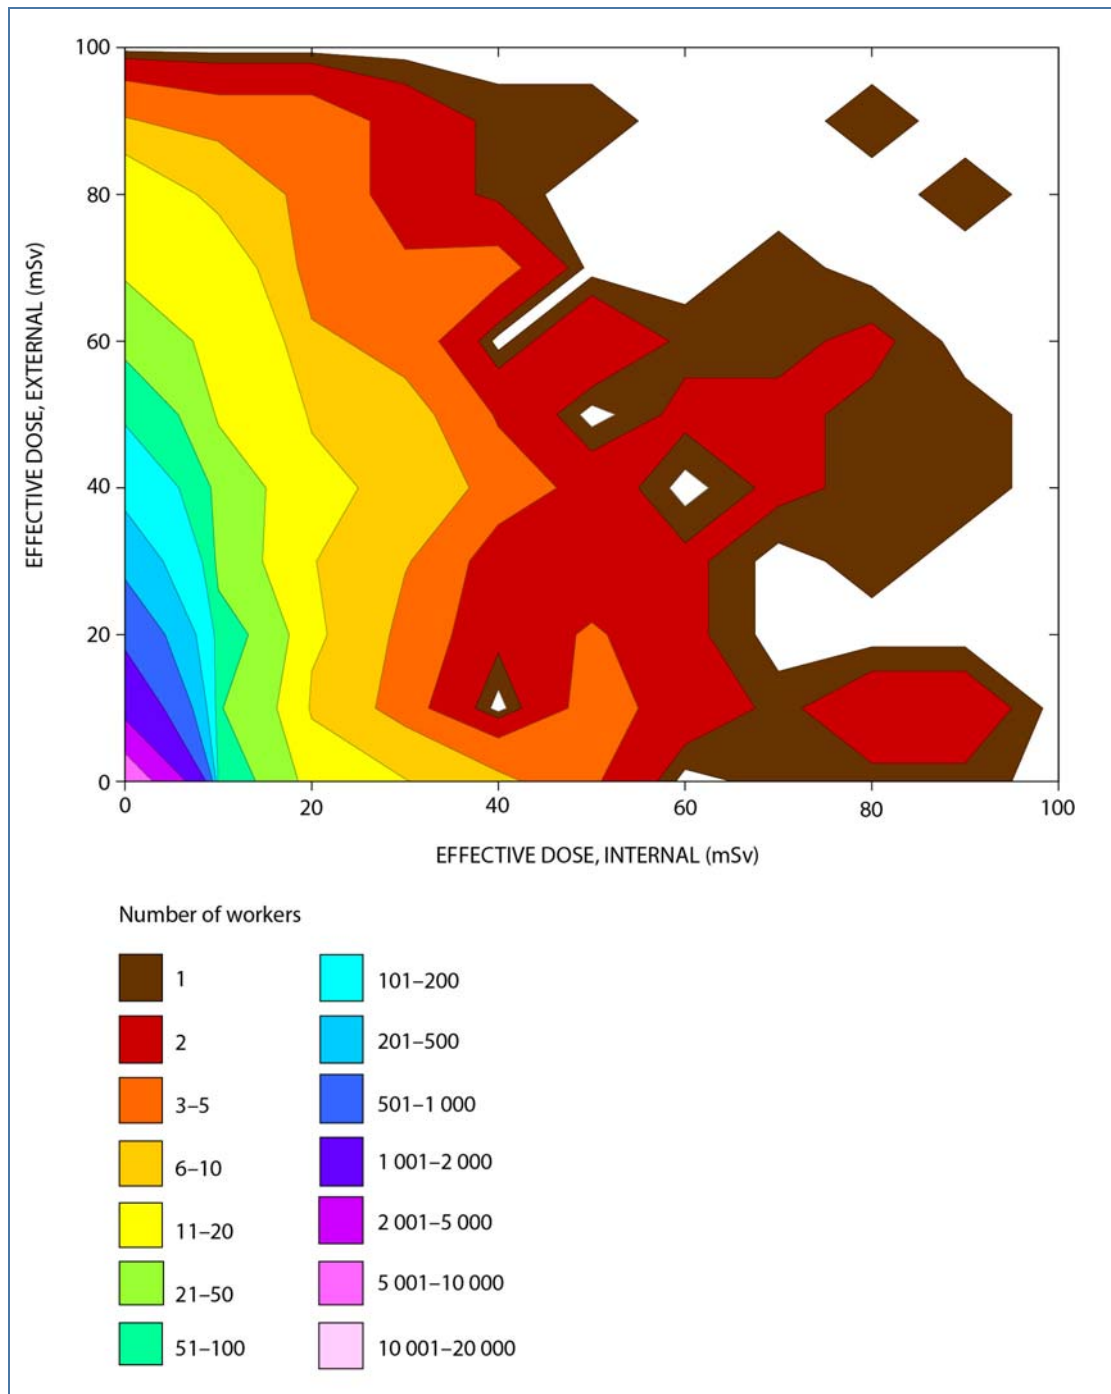 100
80
60
40
20
0
EFFECTIVE DOSE, EXTERNAL (mSv)
0 20 40 60 80 100
EFFECTIVE DOSE, INTERNAL (mSv)
Number of workers
1 101–200
2 201–500
3–5 501–1 000
6–10 1 001–2 000
11–20 2 001–5 000
21–50 5 001–10 000
51–100 10 001–20 000